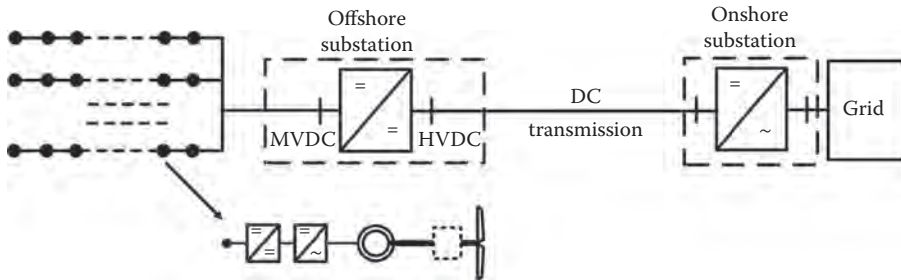 Offshore
substation
Onshore
substation
=
=
MVDC
HVDC
DC
transmission
=
~
Grid
=
=
=
~